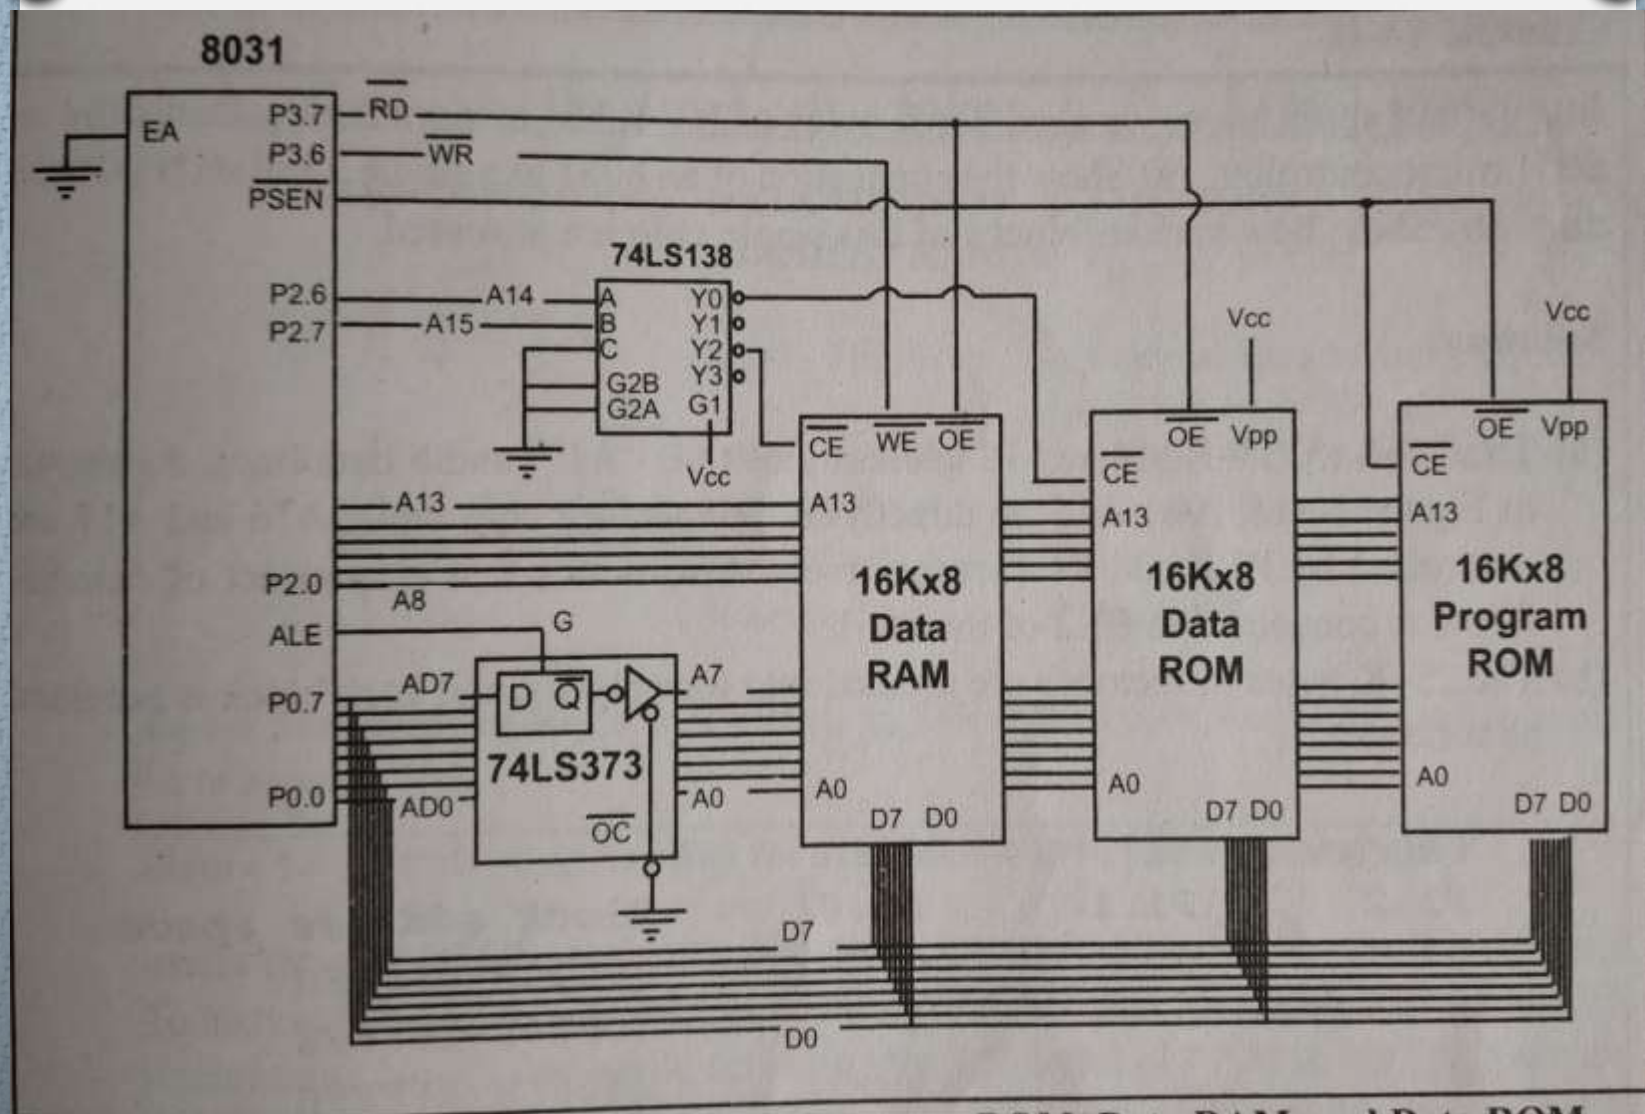 8031
EA
P3.7
RD
P3.6
WR
PSEN
74LS138
P2.6
A14
A
Y0
P2.7
A15
B
Y1
C
Y2
Y3
G2B
G2A
G1
Vcc
Vcc
Vcc
CE
WE
OE
CE
OE
Vpp
CE
OE
Vpp
A13
A13
A13
A13
P2.0
A8
ALE
G
16Kx8
Data
RAM
16Kx8
Data
ROM
16Kx8
Program
ROM
P0.7
AD7
D
Q
A7
74LS373
P0.0
AD0
OC
A0
A0
A0
A0
D7 D0
D7 D0
D7 D0
D7
D0